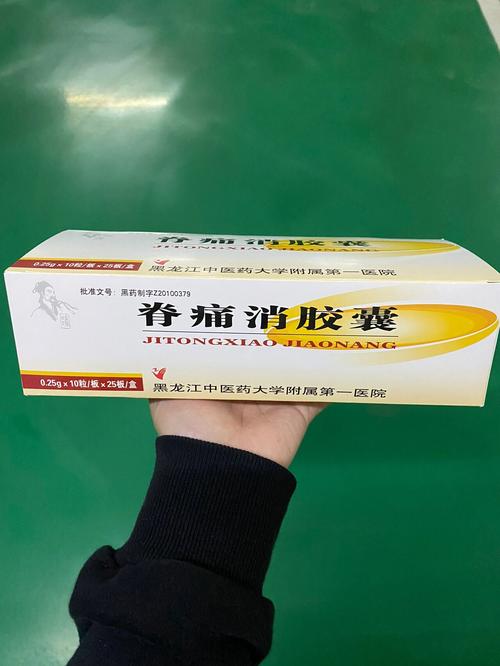 脊痛消胶囊
0.25g×10粒/板×25板/盒
黑龙江中医药大学附属第一医院
批准文号：黑药制字Z20100379
脊痛消胶囊
JITONGXIAO JIAONANG
0.25g×10粒/板×25板/盒
黑龙江中医药大学附属第一医院